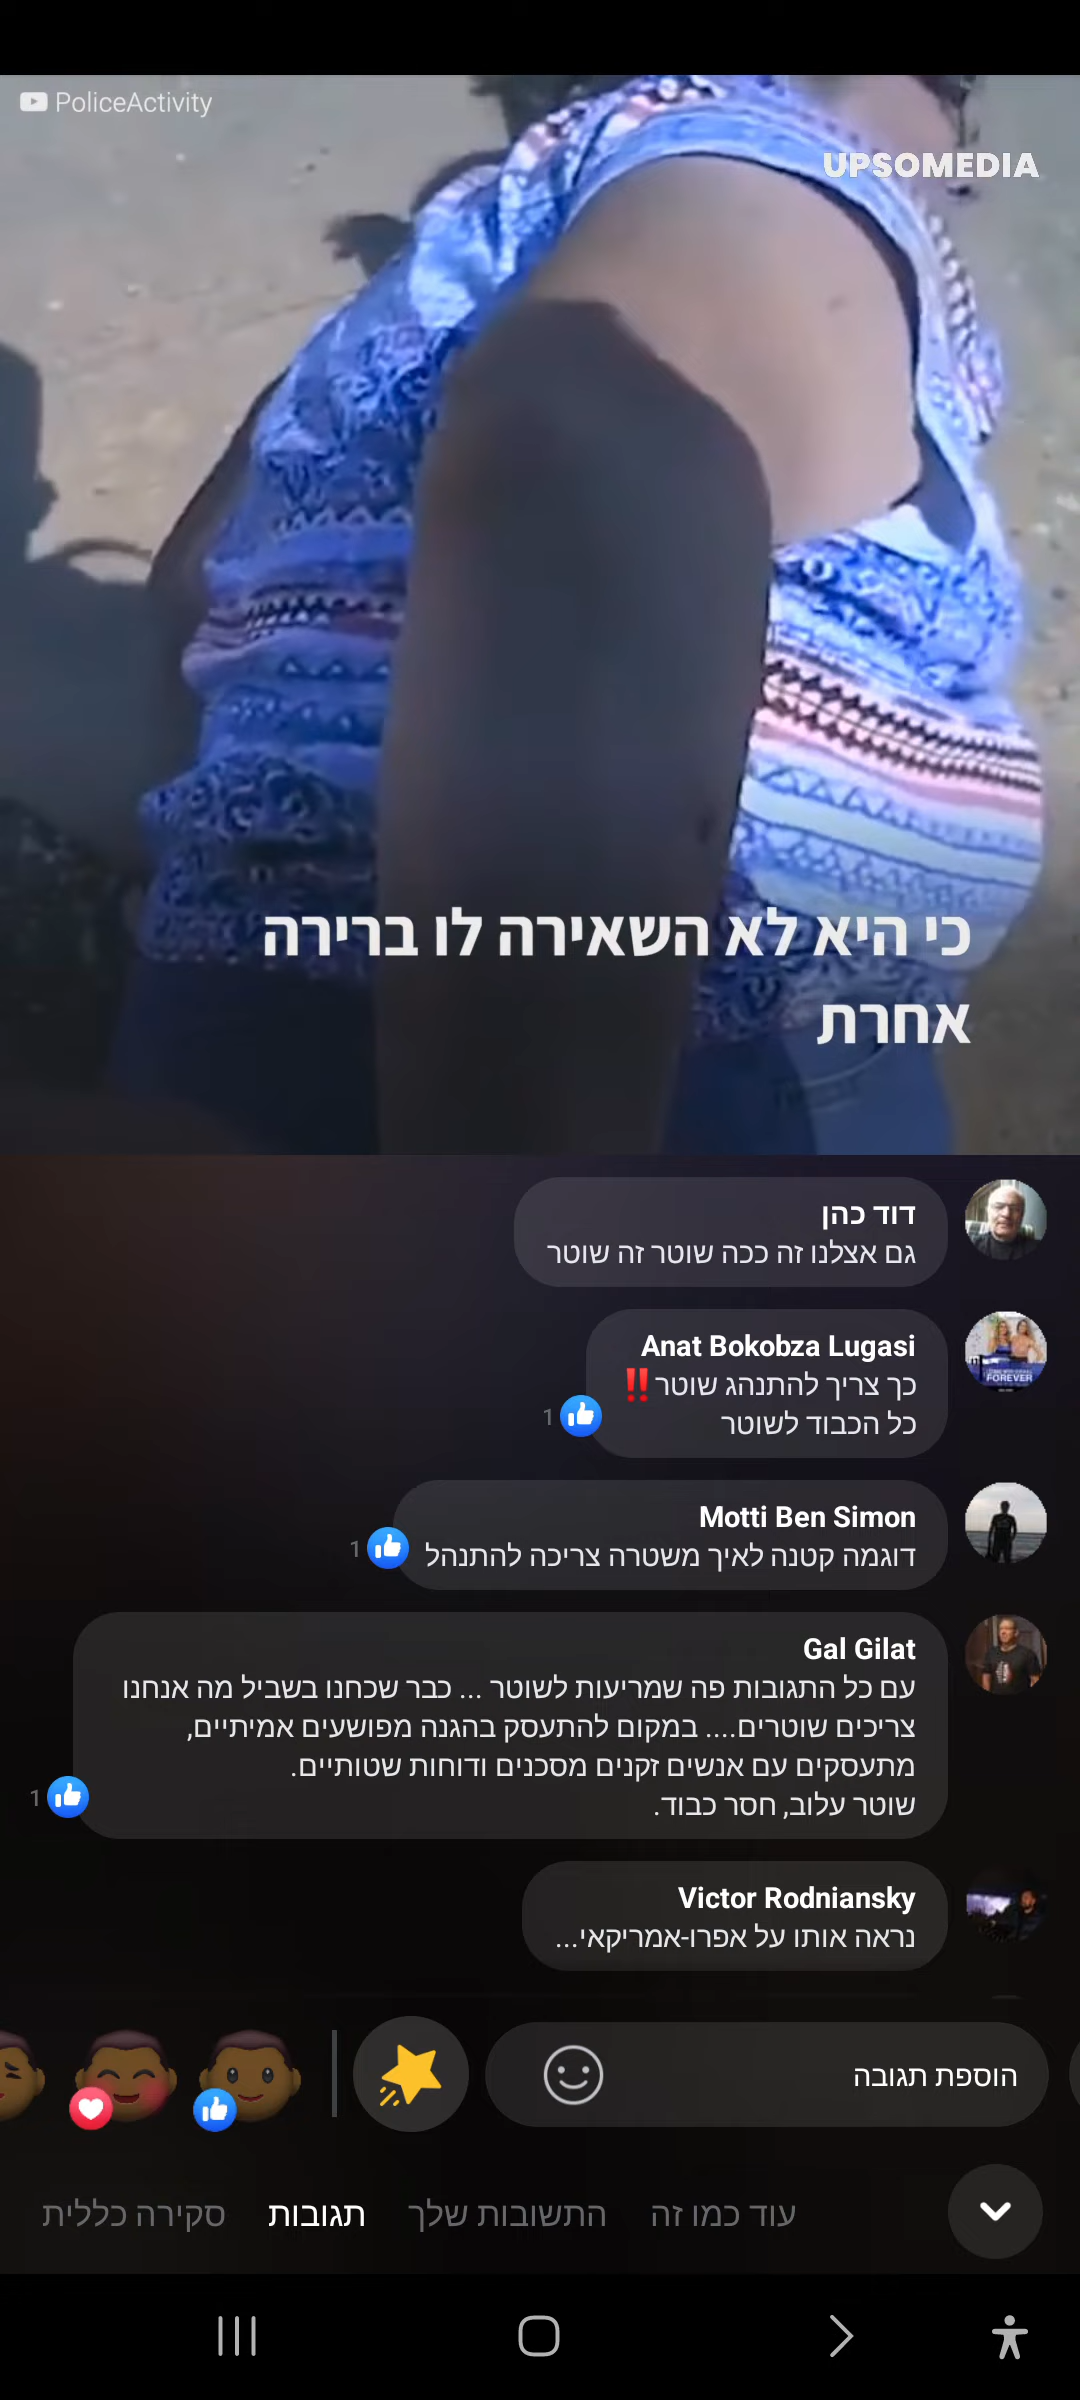 PoliceActivity
UPSOMEDIA
כי היא לא השאירה לו ברירה
אחרת
דוד כהן
גם אצלנו זה ככה שוטר זה שוטר
Anat Bokobza Lugasi
כך צריך להתנהג שוטר‼️
כל הכבוד לשוטר
1
Motti Ben Simon
דוגמה קטנה לאיך משטרה צריכה להתנהל
1
Gal Gilat
עם כל התגובות פה שמריעות לשוטר ... כבר שכחנו בשביל מה אנחנו
צריכים שוטרים.... במקום להתעסק בהגנה מפושעים אמיתיים,
מתעסקים עם אנשים זקנים מסכנים ודוחות שטותיים.
שוטר עלוב, חסר כבוד.
1
Victor Rodniansky
נראה אותו על אפרו-אמריקאי...
הוספת תגובה
עוד כמו זה
התשובות שלך
תגובות
סקירה כללית